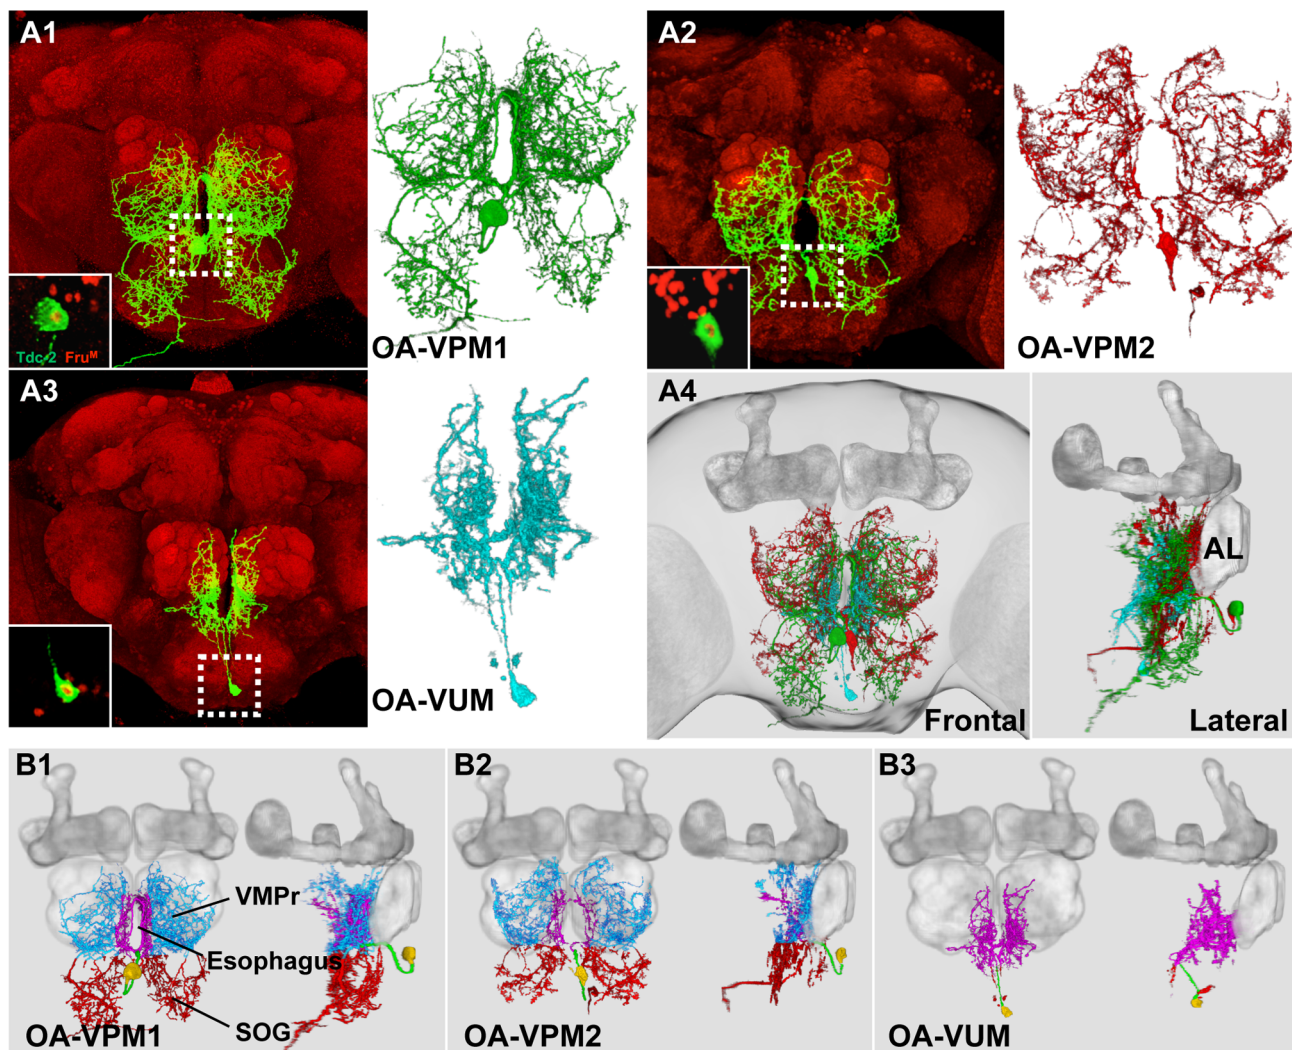 A1
Tdc-2 Fruᴹ
OA-VPM1
A2
OA-VPM2
A3
OA-VUM
A4
AL
Frontal
Lateral
B1
VMPr
Esophagus
SOG
OA-VPM1
B2
OA-VPM2
B3
OA-VUM